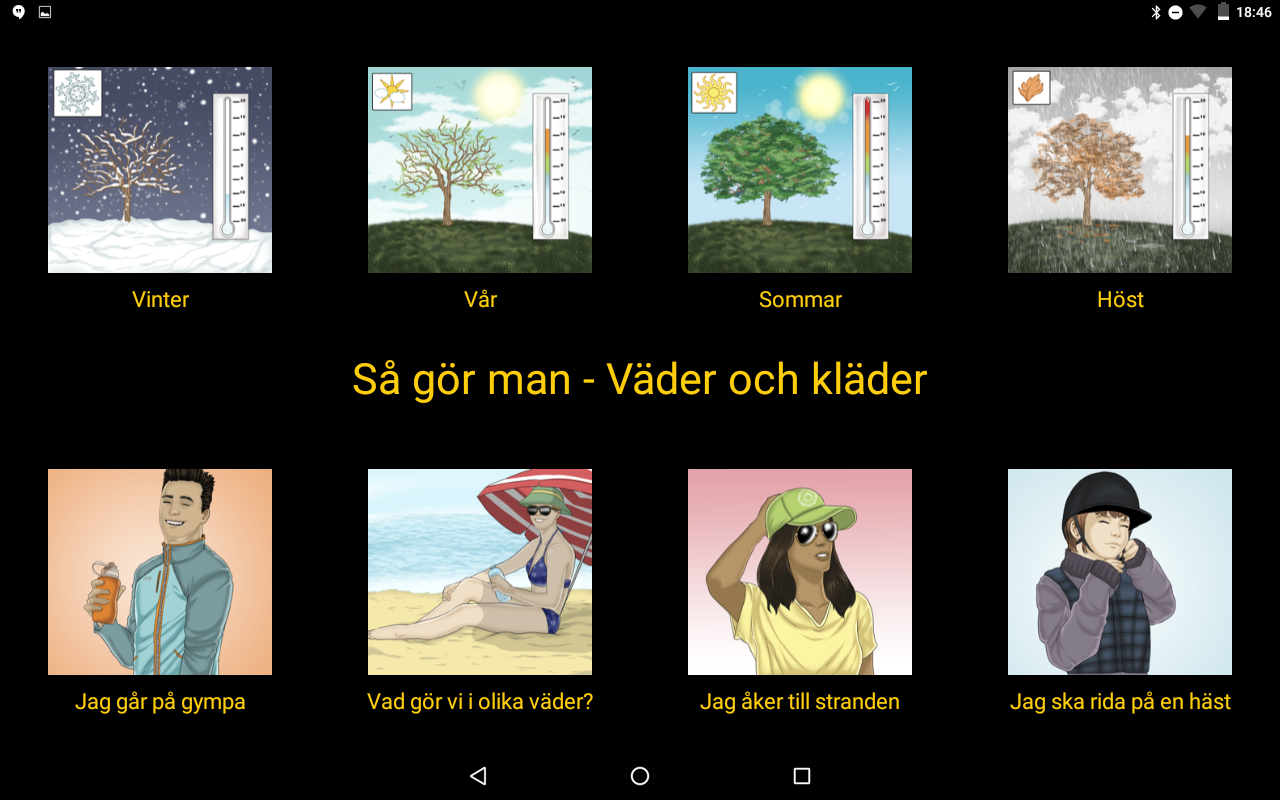 18:46
Vinter
Vår
Sommar
Höst
Så gör man - Väder och kläder
Jag går på gympa
Vad gör vi i olika väder?
Jag åker till stranden
Jag ska rida på en häst